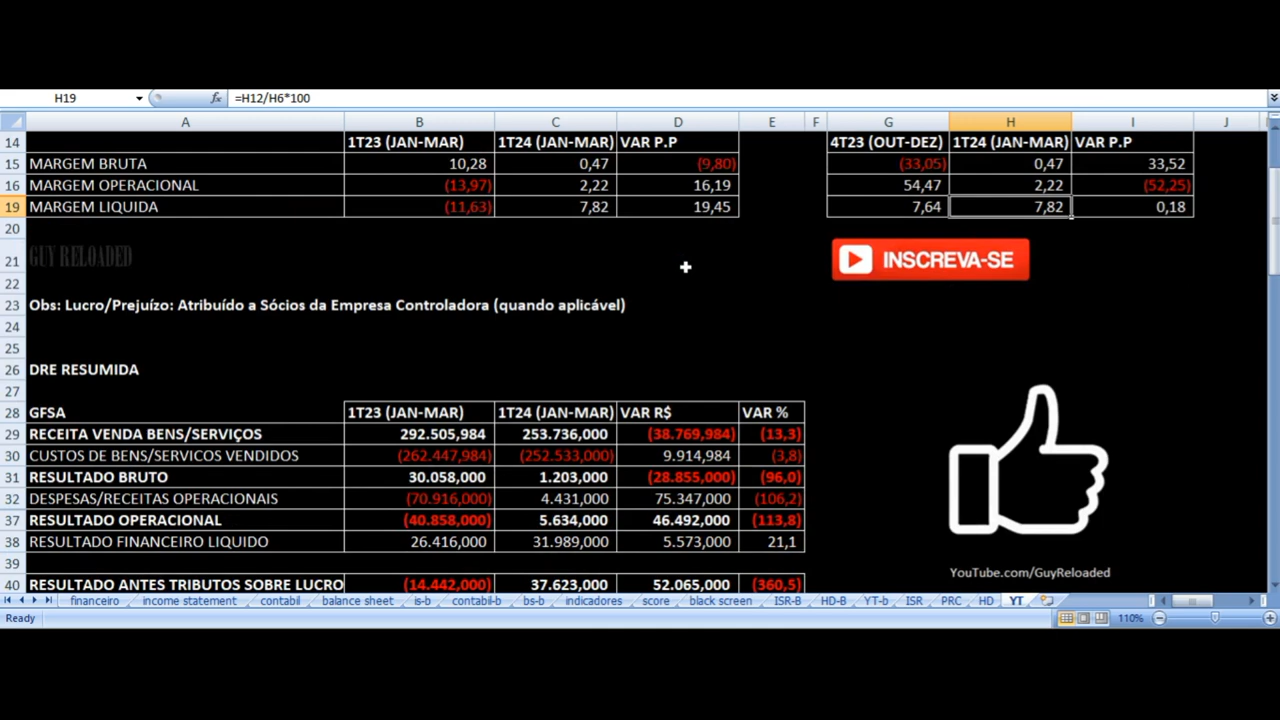 H19 fx =H12/H6*100
A B C D E F G H I J
14 1T23 (JAN-MAR) 1T24 (JAN-MAR) VAR P.P 4T23 (OUT-DEZ) 1T24 (JAN-MAR) VAR P.P
15 MARGEM BRUTA 10,28 0,47 (9,80) (33,05) 0,47 33,52
16 MARGEM OPERACIONAL (13,97) 2,22 16,19 54,47 2,22 (52,25)
19 MARGEM LIQUIDA (11,63) 7,82 19,45 7,64 7,82 0,18
20
21 GUY RELOADED INSCREVA-SE
22
23 Obs: Lucro/Prejuízo: Atribuído a Sócios da Empresa Controladora (quando aplicável)
24
25
26 DRE RESUMIDA
27
28 GFSA 1T23 (JAN-MAR) 1T24 (JAN-MAR) VAR R$ VAR %
29 RECEITA VENDA BENS/SERVIÇOS 292.505,984 253.736,000 (38.769,984) (13,3)
30 CUSTOS DE BENS/SERVICOS VENDIDOS (262.447,984) (252.533,000) 9.914,984 (3,8)
31 RESULTADO BRUTO 30.058,000 1.203,000 (28.855,000) (96,0)
32 DESPESAS/RECEITAS OPERACIONAIS (70.916,000) 4.431,000 75.347,000 (106,2)
37 RESULTADO OPERACIONAL (40.858,000) 5.634,000 46.492,000 (113,8)
38 RESULTADO FINANCEIRO LIQUIDO 26.416,000 31.989,000 5.573,000 21,1
39
YouTube.com/GuyReloaded
40 RESULTADO ANTES TRIBUTOS SOBRE LUCRO (14.442,000) 37.623,000 52.065,000 (360,5)
financeiro income statement contabil balance sheet is-b contabil-b bs-b indicadores score black screen ISR-B HD-B YT-b ISR PRC HD YT
Ready 110%